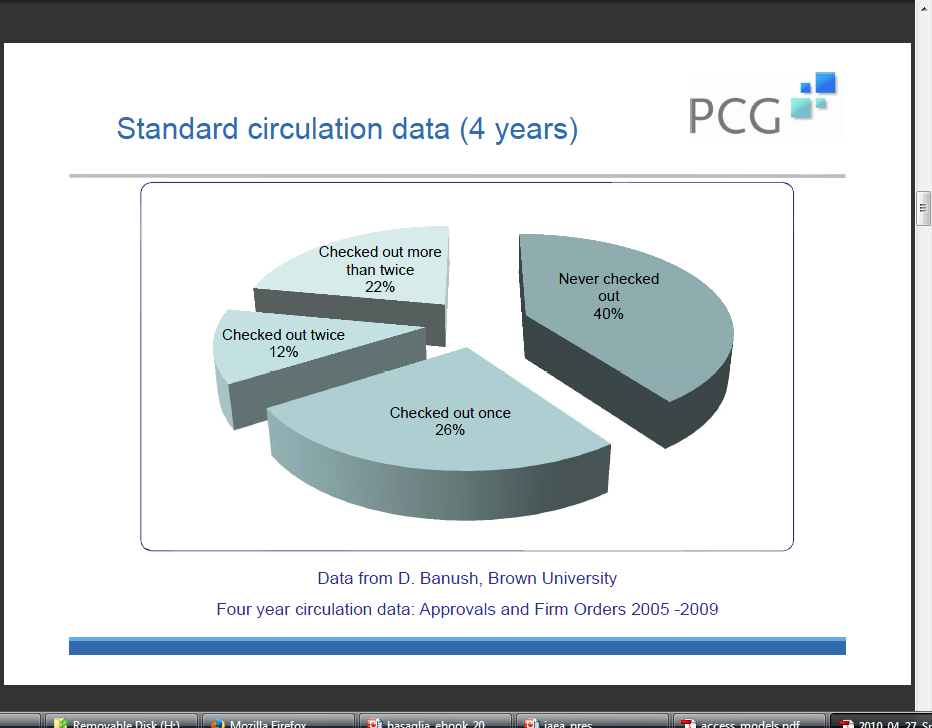 PCG
Standard circulation data (4 years)
Checked out more
than twice
22%
Never checked
out
40%
Checked out twice
12%
Checked out once
26%
Data from D. Banush, Brown University
Four year circulation data: Approvals and Firm Orders 2005 -2009
Removable Disk (H:)
Mozilla Firefox
basaglia_ebook_20
iaea_pres
access_models.pdf
2010_04_27_S